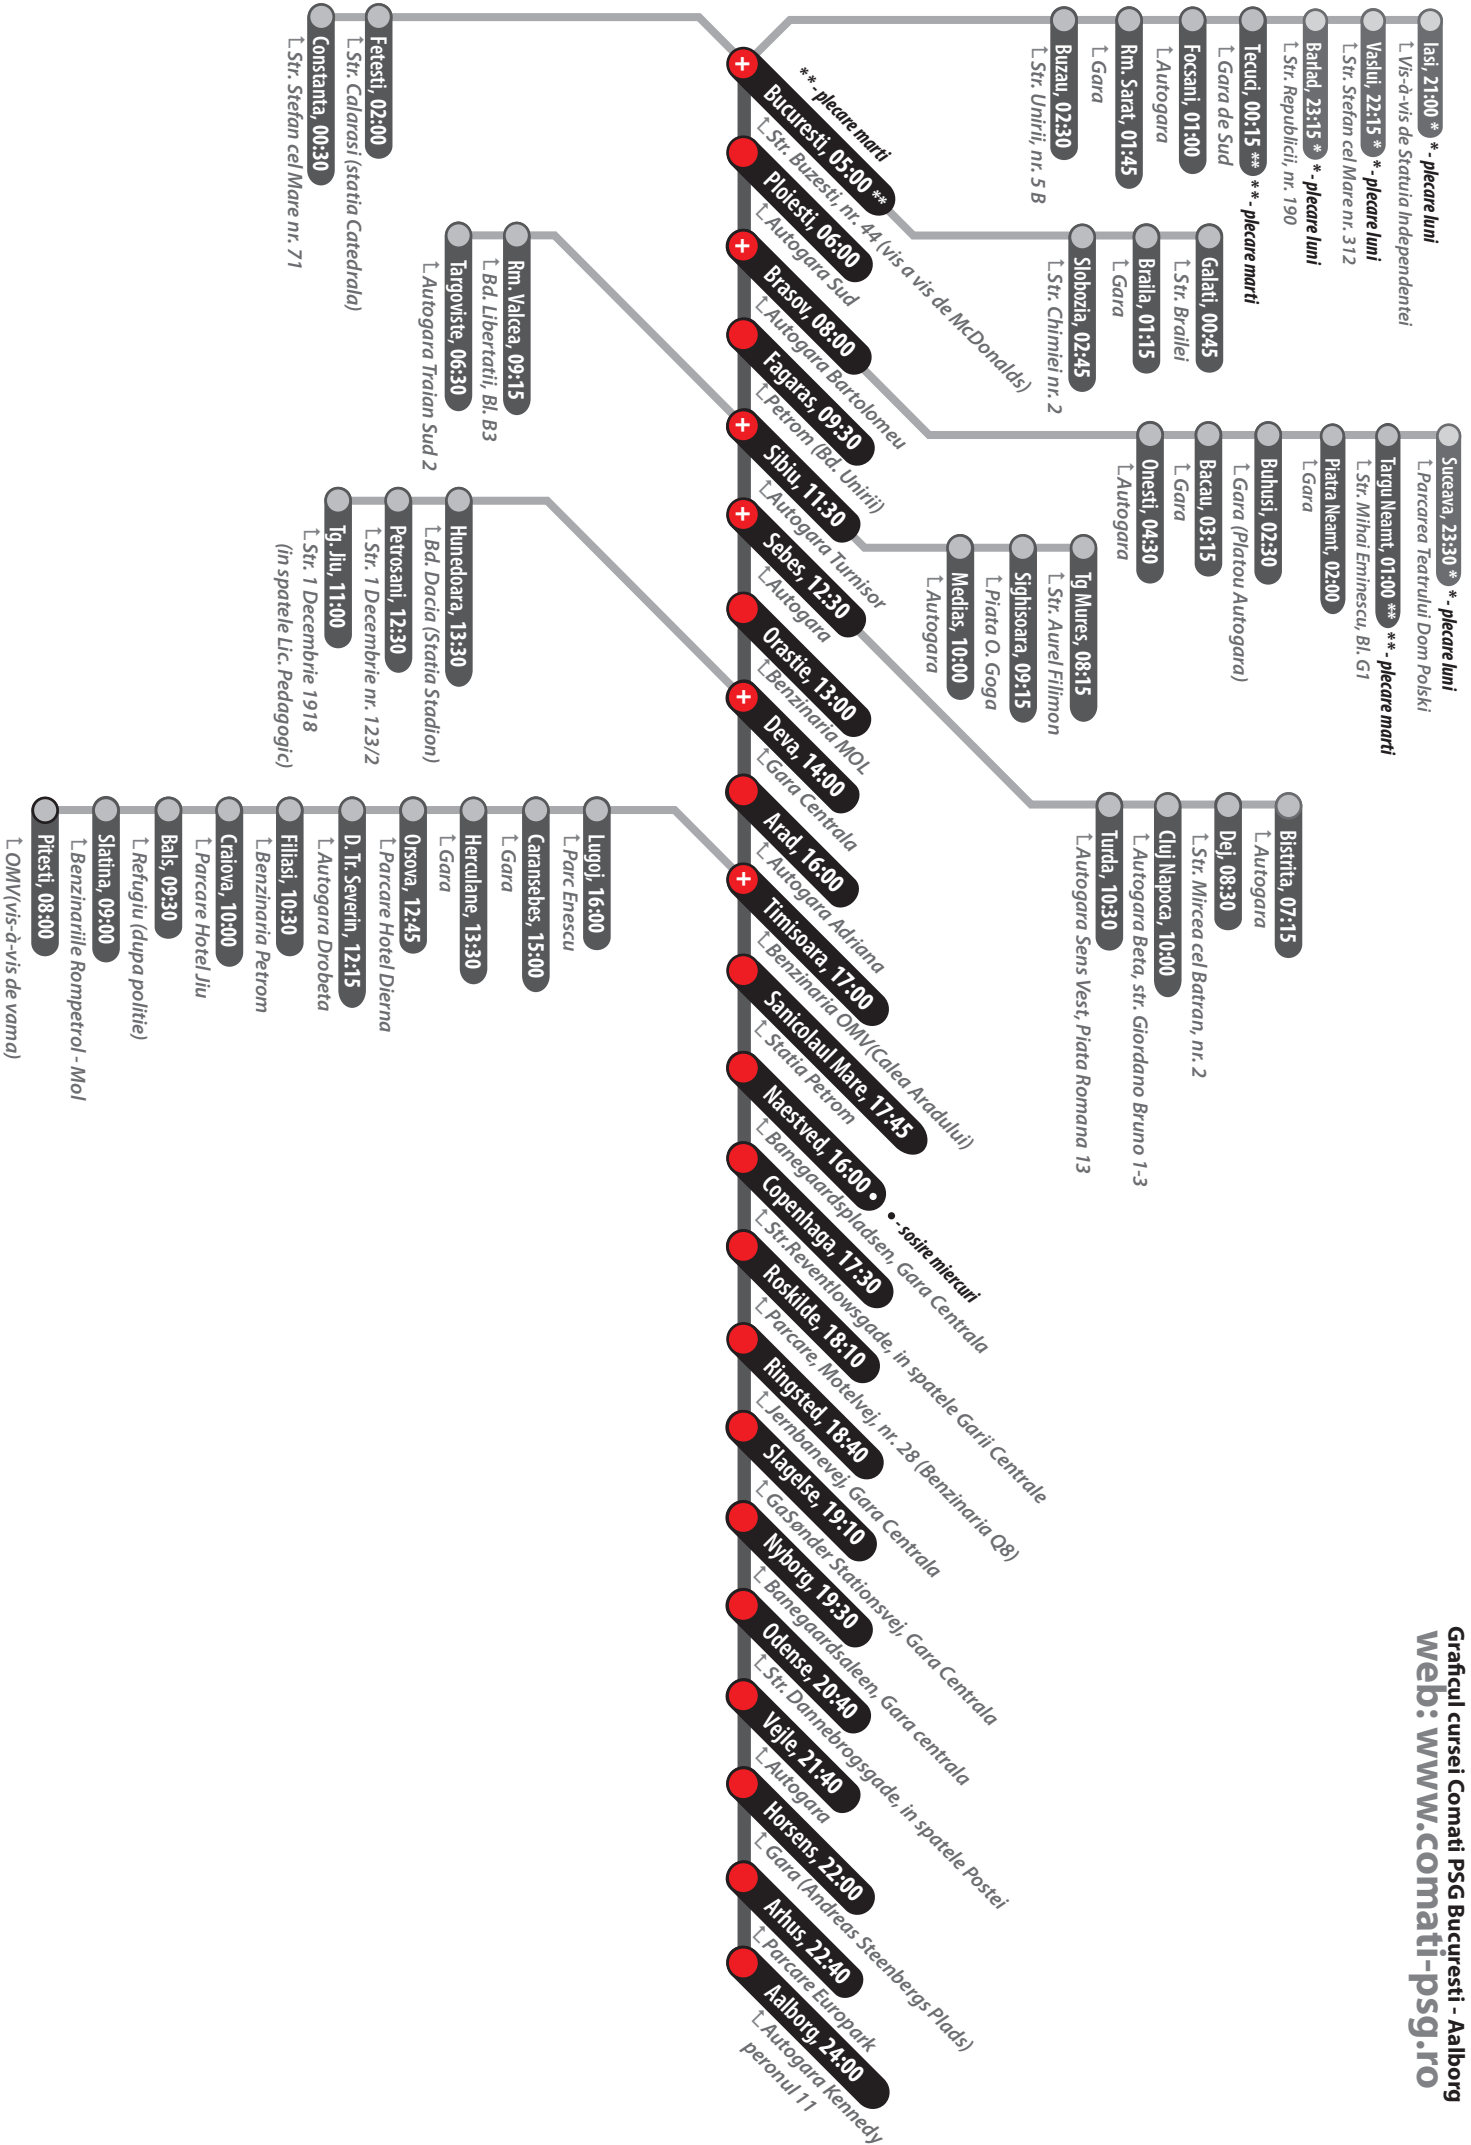 Graficul cursei Comati PSG Bucuresti - Aalborg
web: www.comati-psg.ro
Iasi, 21:00 * * - plecare luni
Vis-à-vis de Statuia Independentei
Vaslui, 22:15 * * - plecare luni
Str. Stefan cel Mare nr. 312
Barlad, 23:15 * * - plecare luni
Str. Republicii, nr. 190
Tecuci, 00:15 ** ** - plecare marti
Gara de Sud
Focsani, 01:00
Autogara
Rm. Sarat, 01:45
Gara
Buzau, 02:30
Str. Unirii, nr. 5 B
Galati, 00:45
Str. Brailei
Braila, 01:15
Gara
Slobozia, 02:45
Str. Chimiei nr. 2
Suceava, 23:30 * * - plecare luni
Parcarea Teatrului Dom Polski
Targu Neamt, 01:00 ** ** - plecare marti
Str. Mihai Eminescu, Bl. G1
Piatra Neamt, 02:00
Gara
Buhusi, 02:30
Gara (Platou Autogara)
Bacau, 03:15
Gara
Onesti, 04:30
Autogara
Tg Mures, 08:15
Str. Aurel Filimon
Sighisoara, 09:15
Piata O. Goga
Medias, 10:00
Autogara
Bistrita, 07:15
Autogara
Dej, 08:30
Str. Mircea cel Batran, nr. 2
Cluj Napoca, 10:00
Autogara Beta, str. Giordano Bruno 1-3
Turda, 10:30
Autogara Sens Vest, Piata Romana 13
** - plecare marti
Bucuresti, 05:00 **
Str. Buzesti, nr. 44 (vis a vis de McDonalds)
Ploiesti, 06:00
Autogara Sud
Brasov, 08:00
Autogara Bartolomeu
Fagaras, 09:30
Petrom (Bd. Unirii)
Sibiu, 11:30
Autogara Turnisor
Sebes, 12:30
Autogara
Orastie, 13:00
Benzinaria MOL
Deva, 14:00
Gara Centrala
Arad, 16:00
Autogara Adriana
Timisoara, 17:00
Benzinaria OMV(Calea Aradului)
Sanicolaul Mare, 17:45
Statia Petrom
Naestved, 16:00 • • - sosire miercuri
Banegaardspladsen, Gara Centrala
Copenhaga, 17:30
Str.Reventlowsgade, in spatele Garii Centrale
Roskilde, 18:10
Parcare, Motelvej, nr. 28 (Benzinaria Q8)
Ringsted, 18:40
Jernbanevej, Gara Centrala
Slagelse, 19:10
GaSønder Stationsvej, Gara Centrala
Nyborg, 19:30
Banegaardsaleen, Gara centrala
Odense, 20:40
Str. Dannebrogsgade, in spatele Postei
Vejle, 21:40
Autogara
Horsens, 22:00
Gara (Andreas Steenbergs Plads)
Arhus, 22:40
Parcare Europark
Aalborg, 24:00
Autogara Kennedy
peronul 11
Fetesti, 02:00
Str. Calarasi (statia Catedrala)
Constanta, 00:30
Str. Stefan cel Mare nr. 71
Rm. Valcea, 09:15
Bd. Libertatii, Bl. B3
Targoviste, 06:30
Autogara Traian Sud 2
Hunedoara, 13:30
Bd. Dacia (Statia Stadion)
Petrosani, 12:30
Str. 1 Decembrie nr. 123/2
Tg. Jiu, 11:00
Str. 1 Decembrie 1918
(in spatele Lic. Pedagogic)
Lugoj, 16:00
Parc Enescu
Caransebes, 15:00
Gara
Herculane, 13:30
Gara
Orsova, 12:45
Parcare Hotel Dierna
D. Tr. Severin, 12:15
Autogara Drobeta
Filiasi, 10:30
Benzinaria Petrom
Craiova, 10:00
Parcare Hotel Jiu
Bals, 09:30
Refugiu (dupa politie)
Slatina, 09:00
Benzinariile Rompetrol - Mol
Pitesti, 08:00
OMV(vis-à-vis de vama)